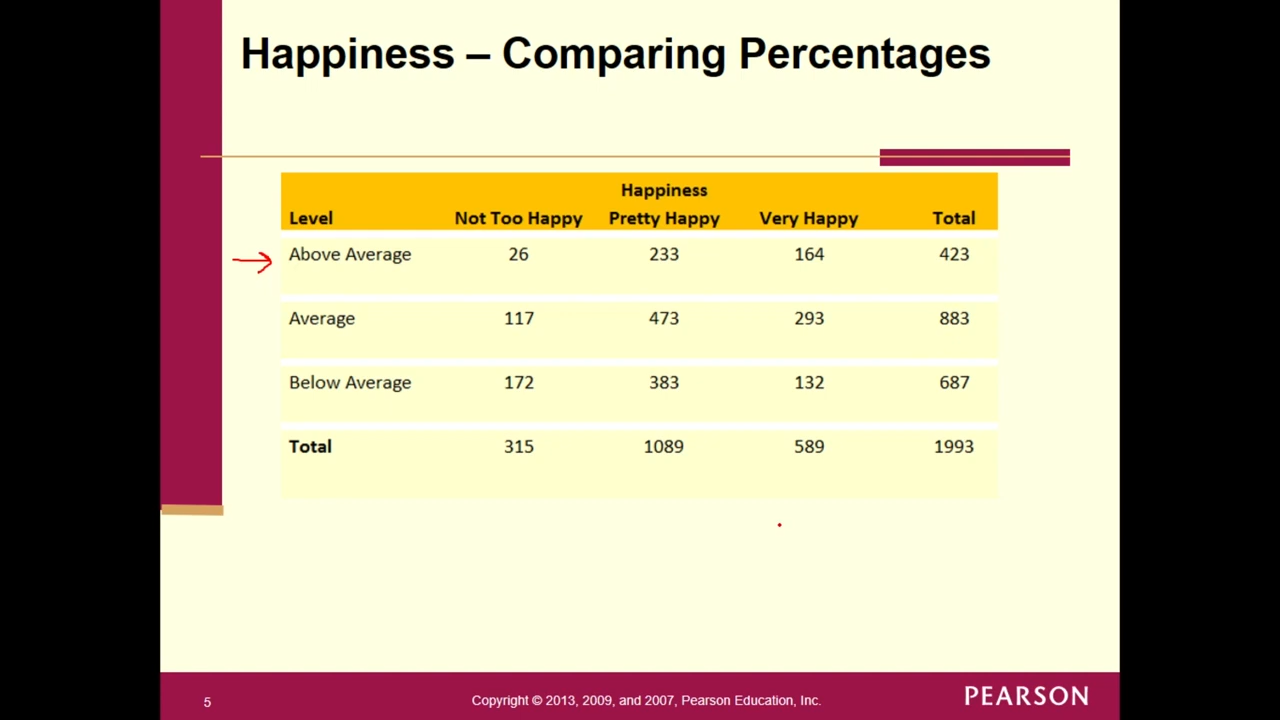 Happiness – Comparing Percentages
Happiness
Level Not Too Happy Pretty Happy Very Happy Total
Above Average 26 233 164 423
Average 117 473 293 883
Below Average 172 383 132 687
Total 315 1089 589 1993
5 Copyright © 2013, 2009, and 2007, Pearson Education, Inc. PEARSON